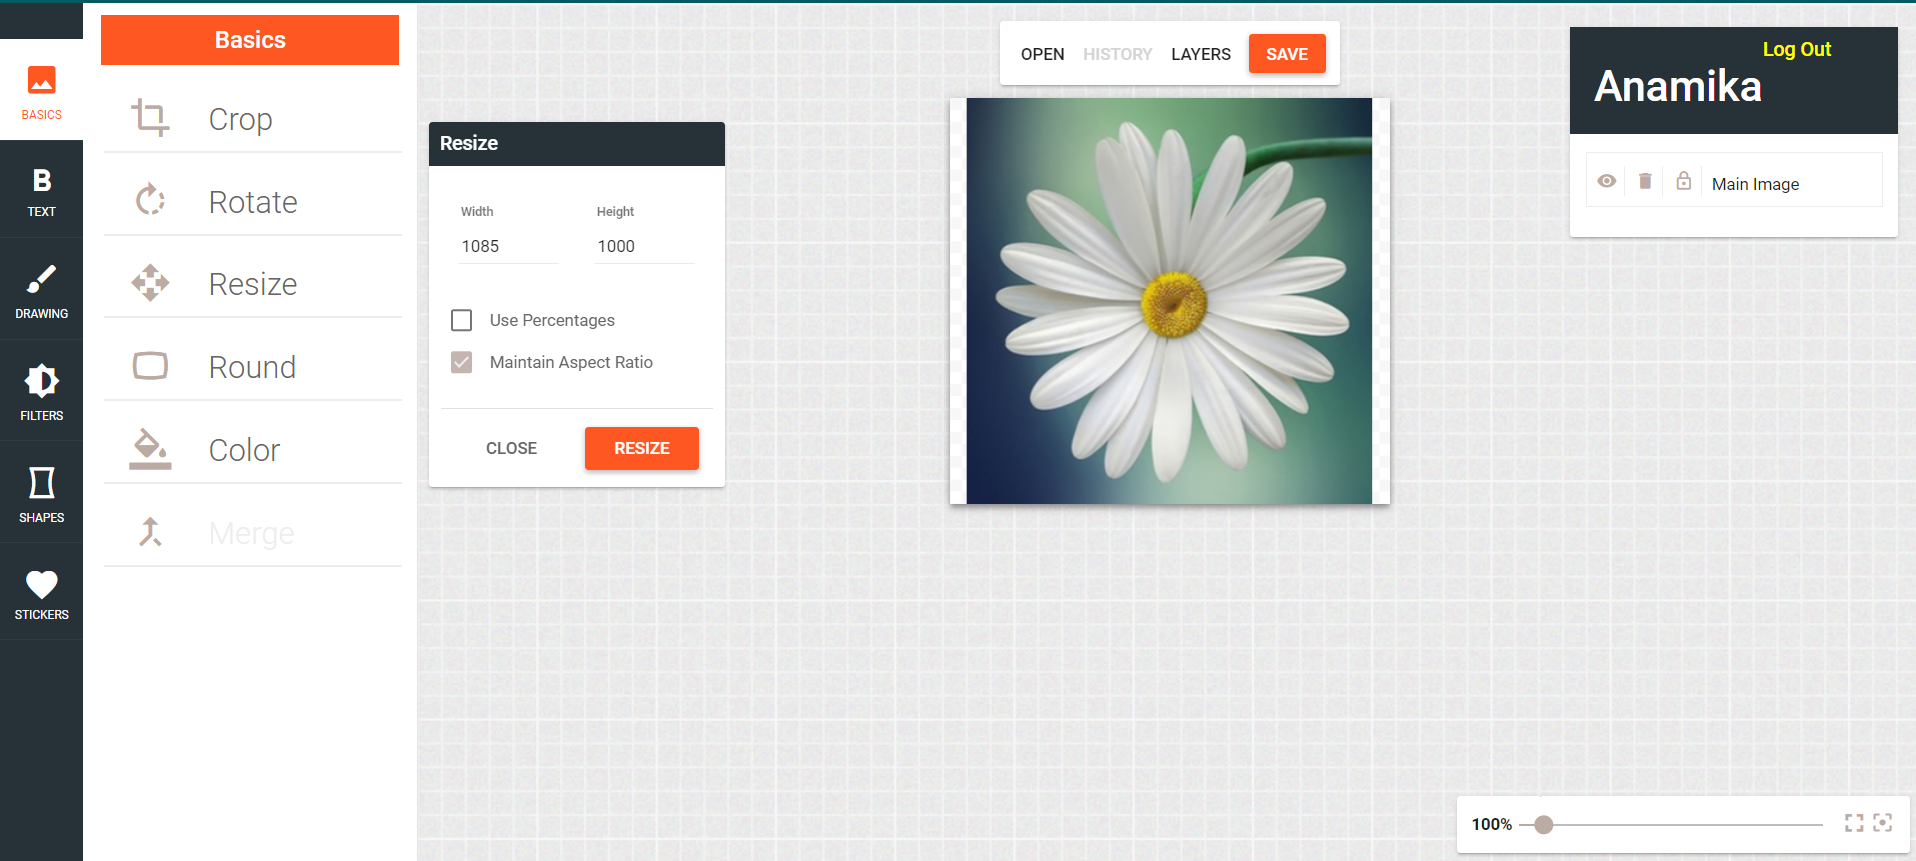 BASICS
TEXT
DRAWING
FILTERS
SHAPES
STICKERS
Basics
Crop
Rotate
Resize
Round
Color
Merge
Resize
Width Height
1085 1000
Use Percentages
Maintain Aspect Ratio
CLOSE RESIZE
OPEN HISTORY LAYERS SAVE
Log Out
Anamika
Main Image
100%